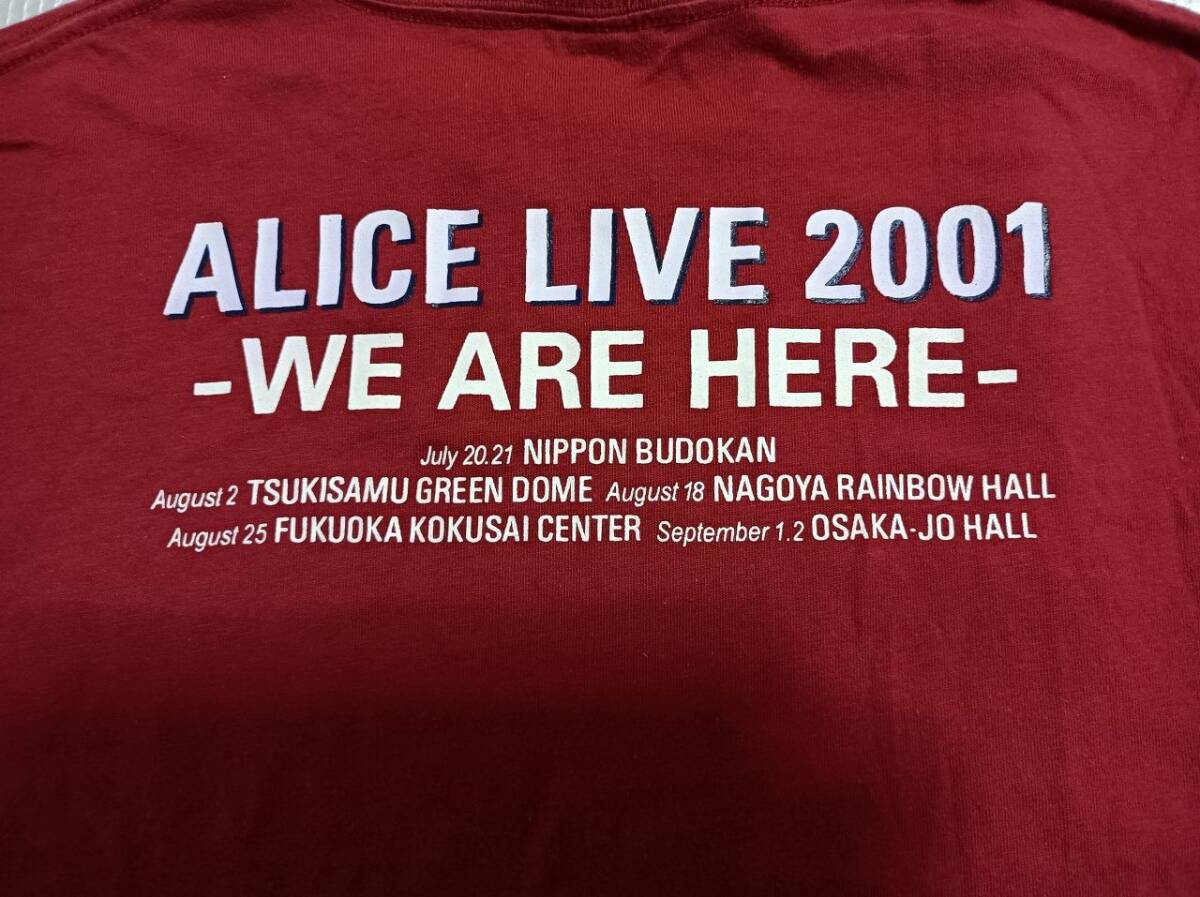 ALICE LIVE 2001
-WE ARE HERE-
July 20.21 NIPPON BUDOKAN
August 2 TSUKISAMU GREEN DOME August 18 NAGOYA RAINBOW HALL
August 25 FUKUOKA KOKUSAI CENTER September 1.2 OSAKA-JO HALL